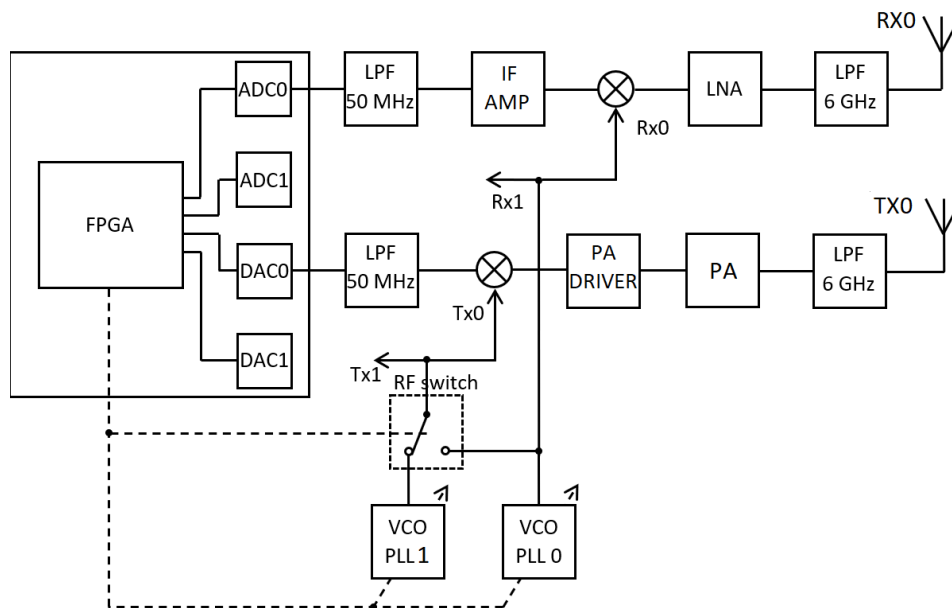 RX0
ADC0
LPF
50 MHz
IF
AMP
Rx0
LNA
LPF
6 GHz
ADC1
Rx1
FPGA
TX0
DAC0
LPF
50 MHz
Tx0
PA
DRIVER
PA
LPF
6 GHz
DAC1
Tx1
RF switch
VCO
PLL 1
VCO
PLL 0